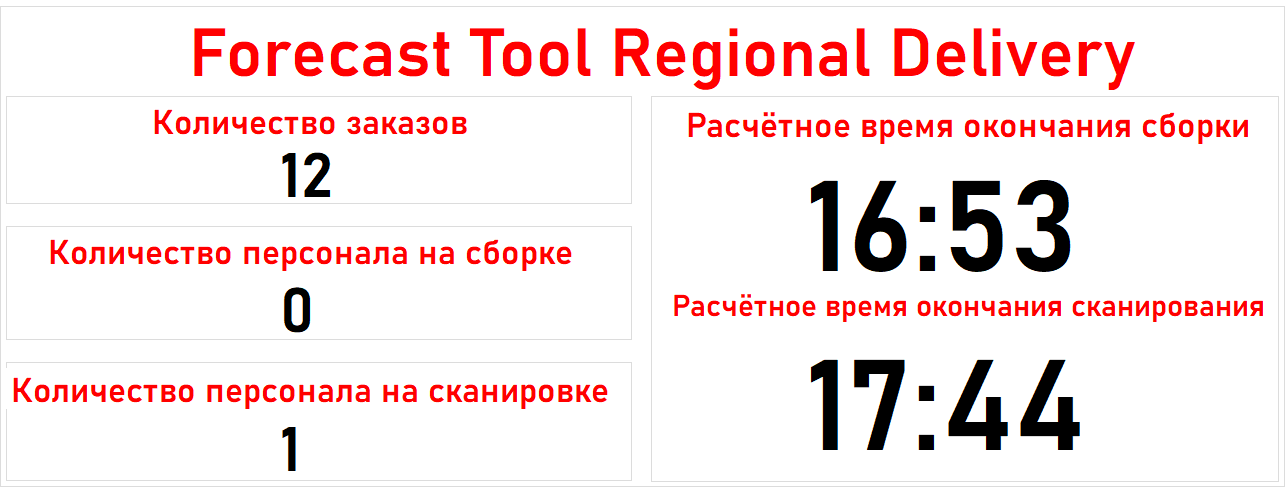 Forecast Tool Regional Delivery
Количество заказов
12
Количество персонала на сборке
0
Количество персонала на сканировке
1
Расчётное время окончания сборки
16:53
Расчётное время окончания сканирования
17:44